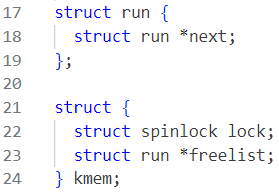 17 struct run {
18   struct run *next;
19 };
20
21 struct {
22   struct spinlock lock;
23   struct run *freelist;
24 } kmem;